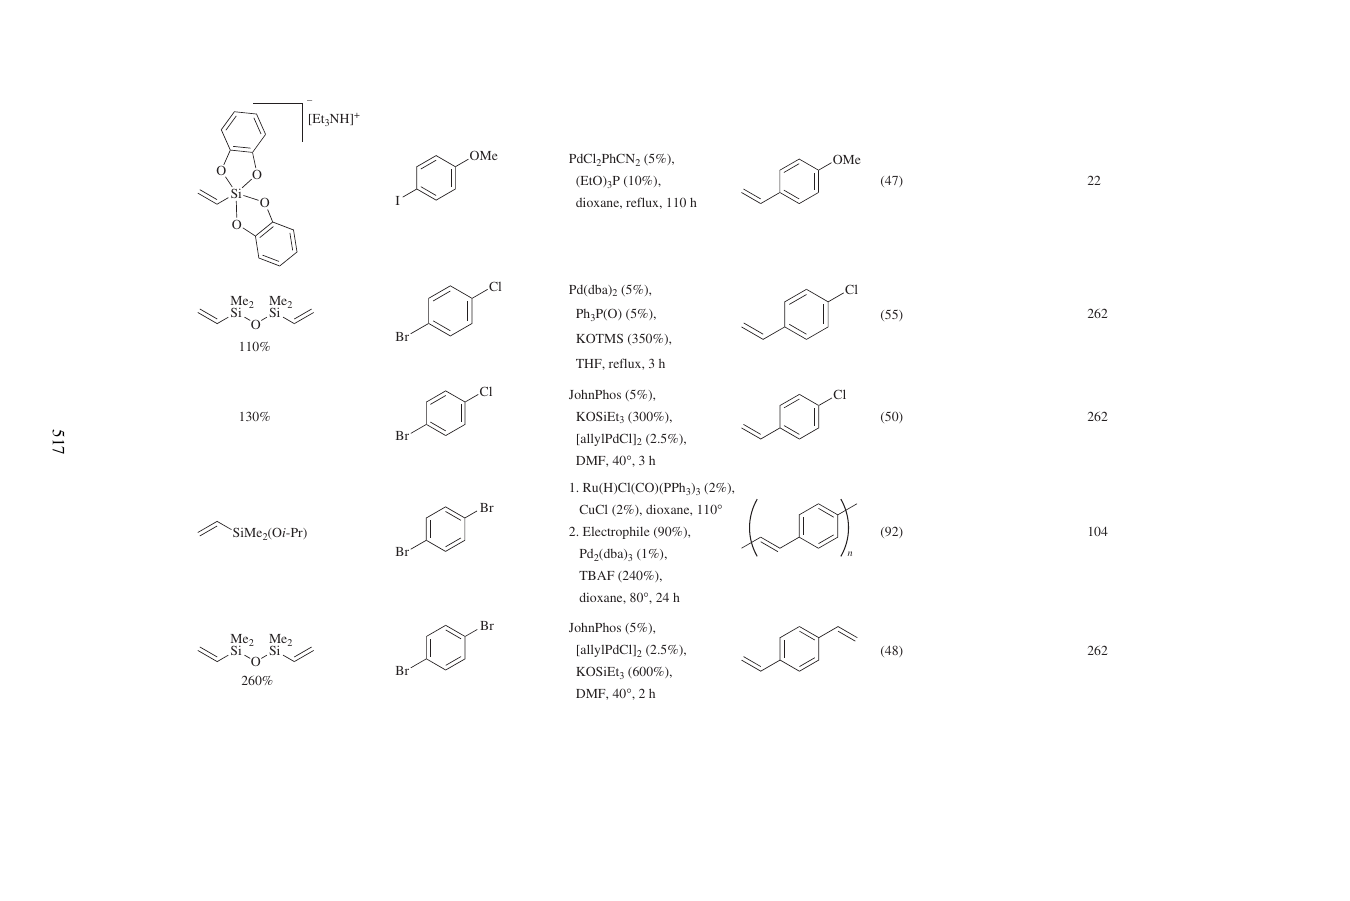 [Et3NH]+
–
O
O
Si
O
O
I
OMe
PdCl2PhCN2 (5%),
(EtO)3P (10%),
dioxane, reflux, 110 h
OMe
(47)
22
Me2 Me2
Si Si
O
110%
Cl
Br
Pd(dba)2 (5%),
Ph3P(O) (5%),
KOTMS (350%),
THF, reflux, 3 h
Cl
(55)
262
130%
Cl
Br
JohnPhos (5%),
KOSiEt3 (300%),
[allylPdCl]2 (2.5%),
DMF, 40°, 3 h
Cl
(50)
262
517
SiMe2(Oi-Pr)
Br
Br
1. Ru(H)Cl(CO)(PPh3)3 (2%),
CuCl (2%), dioxane, 110°
2. Electrophile (90%),
Pd2(dba)3 (1%),
TBAF (240%),
dioxane, 80°, 24 h
n
(92)
104
Me2 Me2
Si Si
O
260%
Br
Br
JohnPhos (5%),
[allylPdCl]2 (2.5%),
KOSiEt3 (600%),
DMF, 40°, 2 h
(48)
262